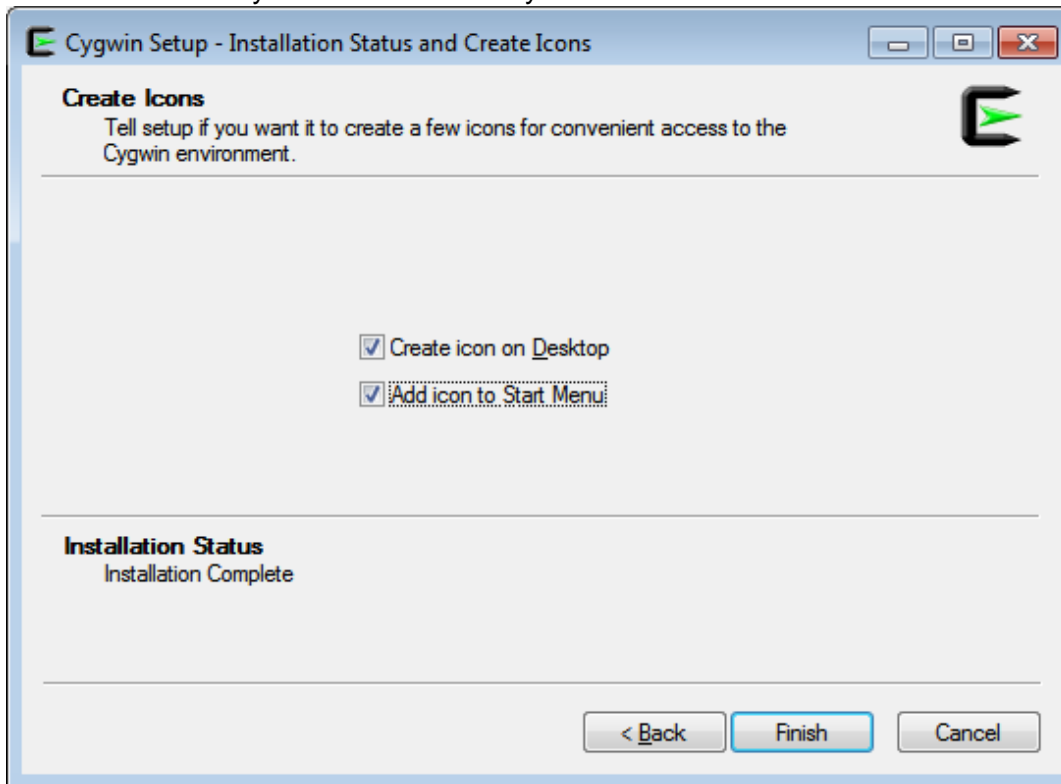 Cygwin Setup - Installation Status and Create Icons
Create Icons
Tell setup if you want it to create a few icons for convenient access to the
Cygwin environment.
Create icon on Desktop
Add icon to Start Menu
Installation Status
Installation Complete
< Back Finish Cancel